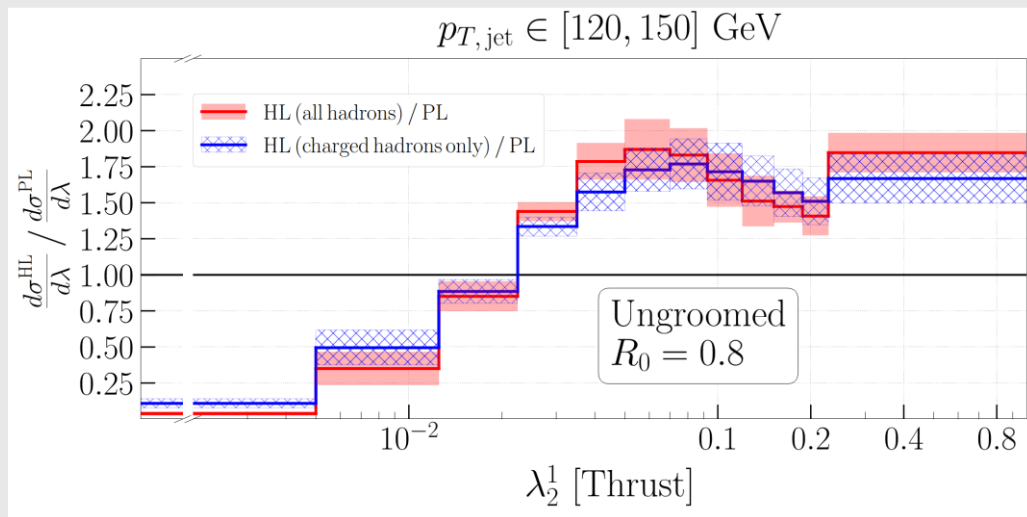 p_{T,jet} ∈ [120, 150] GeV
HL (all hadrons) / PL
HL (charged hadrons only) / PL
dσ^{HL}/dλ / dσ^{PL}/dλ
2.25
2.00
1.75
1.50
1.25
1.00
0.75
0.50
0.25
Ungroomed
R_0 = 0.8
10^{-2} 0.1 0.2 0.4 0.8
λ^1_2 [Thrust]